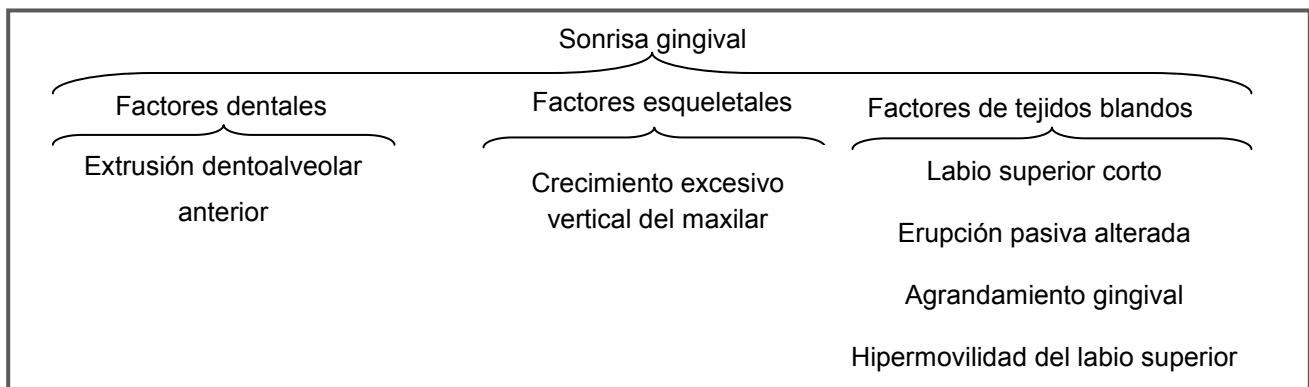 Sonrisa gingival
Factores dentales
Extrusión dentoalveolar
anterior
Factores esqueletales
Crecimiento excesivo
vertical del maxilar
Factores de tejidos blandos
Labio superior corto
Erupción pasiva alterada
Agrandamiento gingival
Hipermovilidad del labio superior